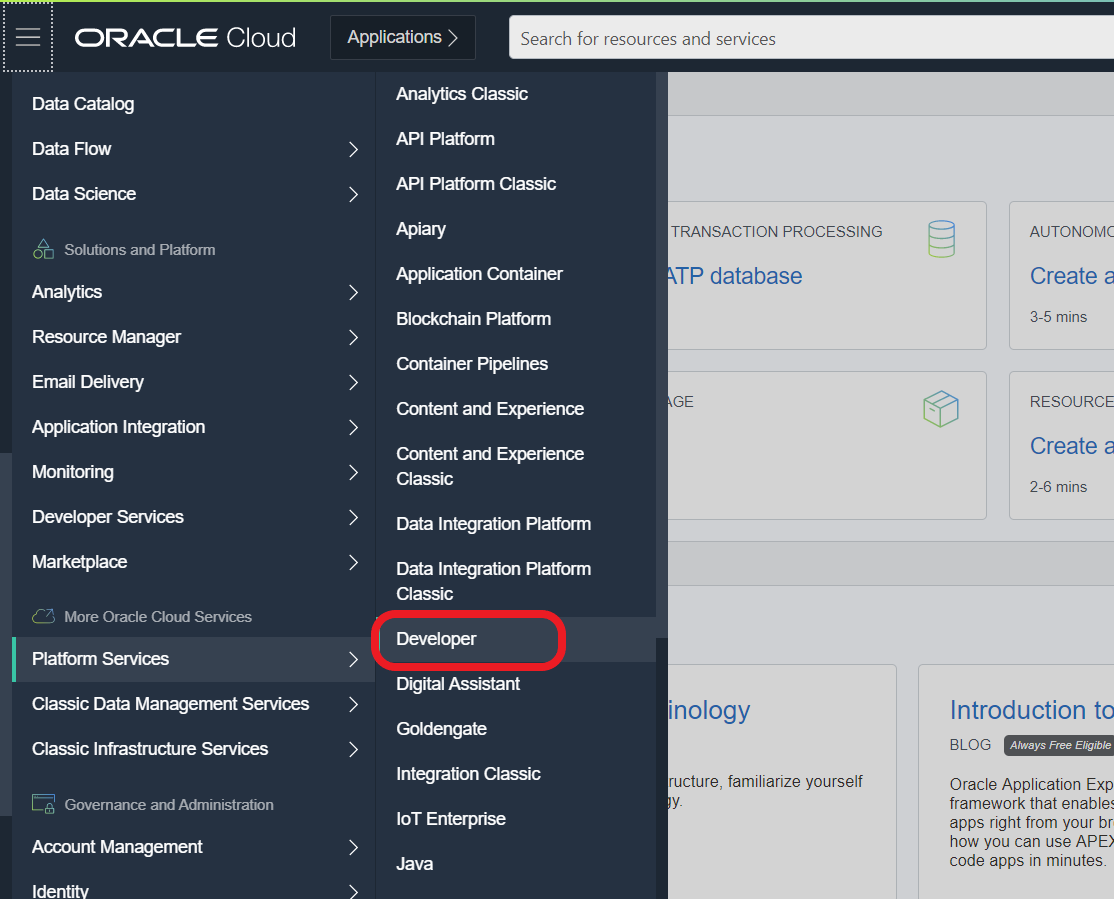 ORACLE Cloud
Applications
Search for resources and services
Data Catalog
Data Flow
Data Science
Solutions and Platform
Analytics
Resource Manager
Email Delivery
Application Integration
Monitoring
Developer Services
Marketplace
More Oracle Cloud Services
Platform Services
Classic Data Management Services
Classic Infrastructure Services
Governance and Administration
Account Management
Identity
Analytics Classic
API Platform
API Platform Classic
Apiary
Application Container
Blockchain Platform
Container Pipelines
Content and Experience
Content and Experience
Classic
Data Integration Platform
Data Integration Platform
Classic
Developer
Digital Assistant
Goldengate
Integration Classic
IoT Enterprise
Java
TRANSACTION PROCESSING
ATP database
AUTONOMO
Create a
3-5 mins
AGE
RESOURCE
Create a
2-6 mins
inology
ructure, familiarize yourself
gy.
Introduction to
BLOG Always Free Eligible
Oracle Application Exp
framework that enables
apps right from your br
how you can use APEX
code apps in minutes.